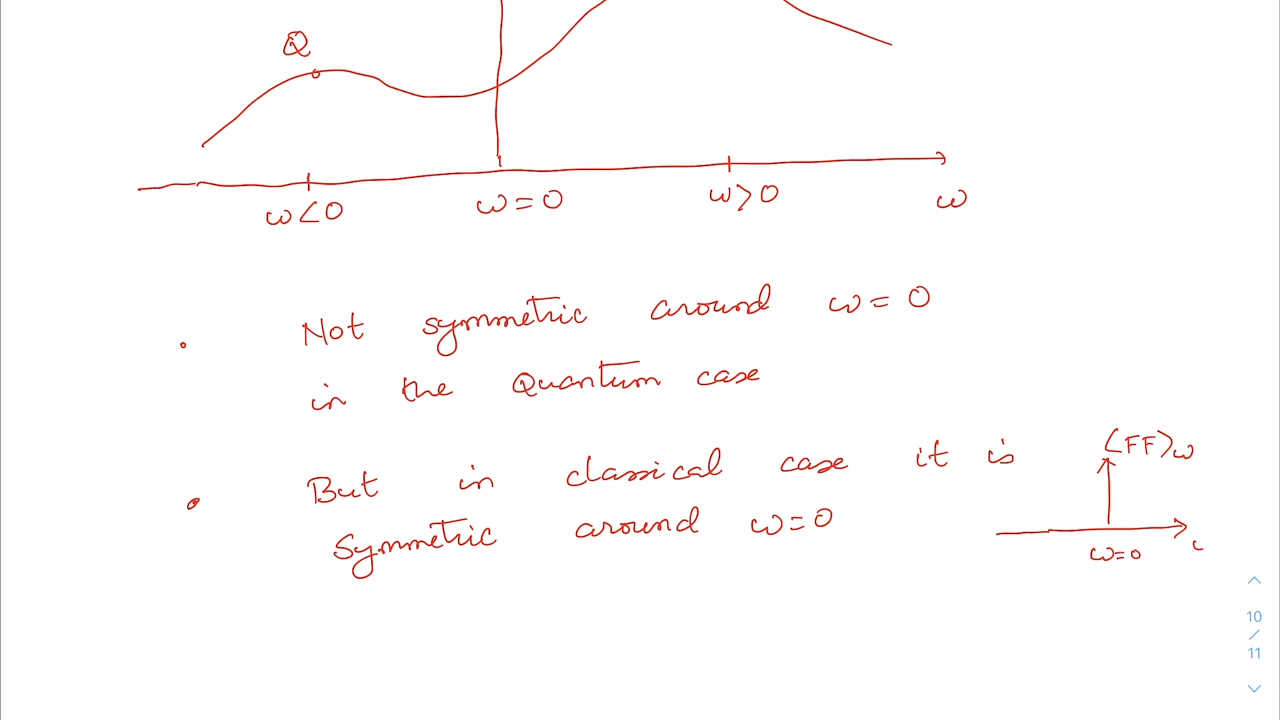 Q
ω<0 ω=0 ω>0 ω
. Not symmetric around ω=0
in the Quantum case
. But in classical case it is
symmetric around ω=0
⟨FF⟩ω
ω=0
10
/
11